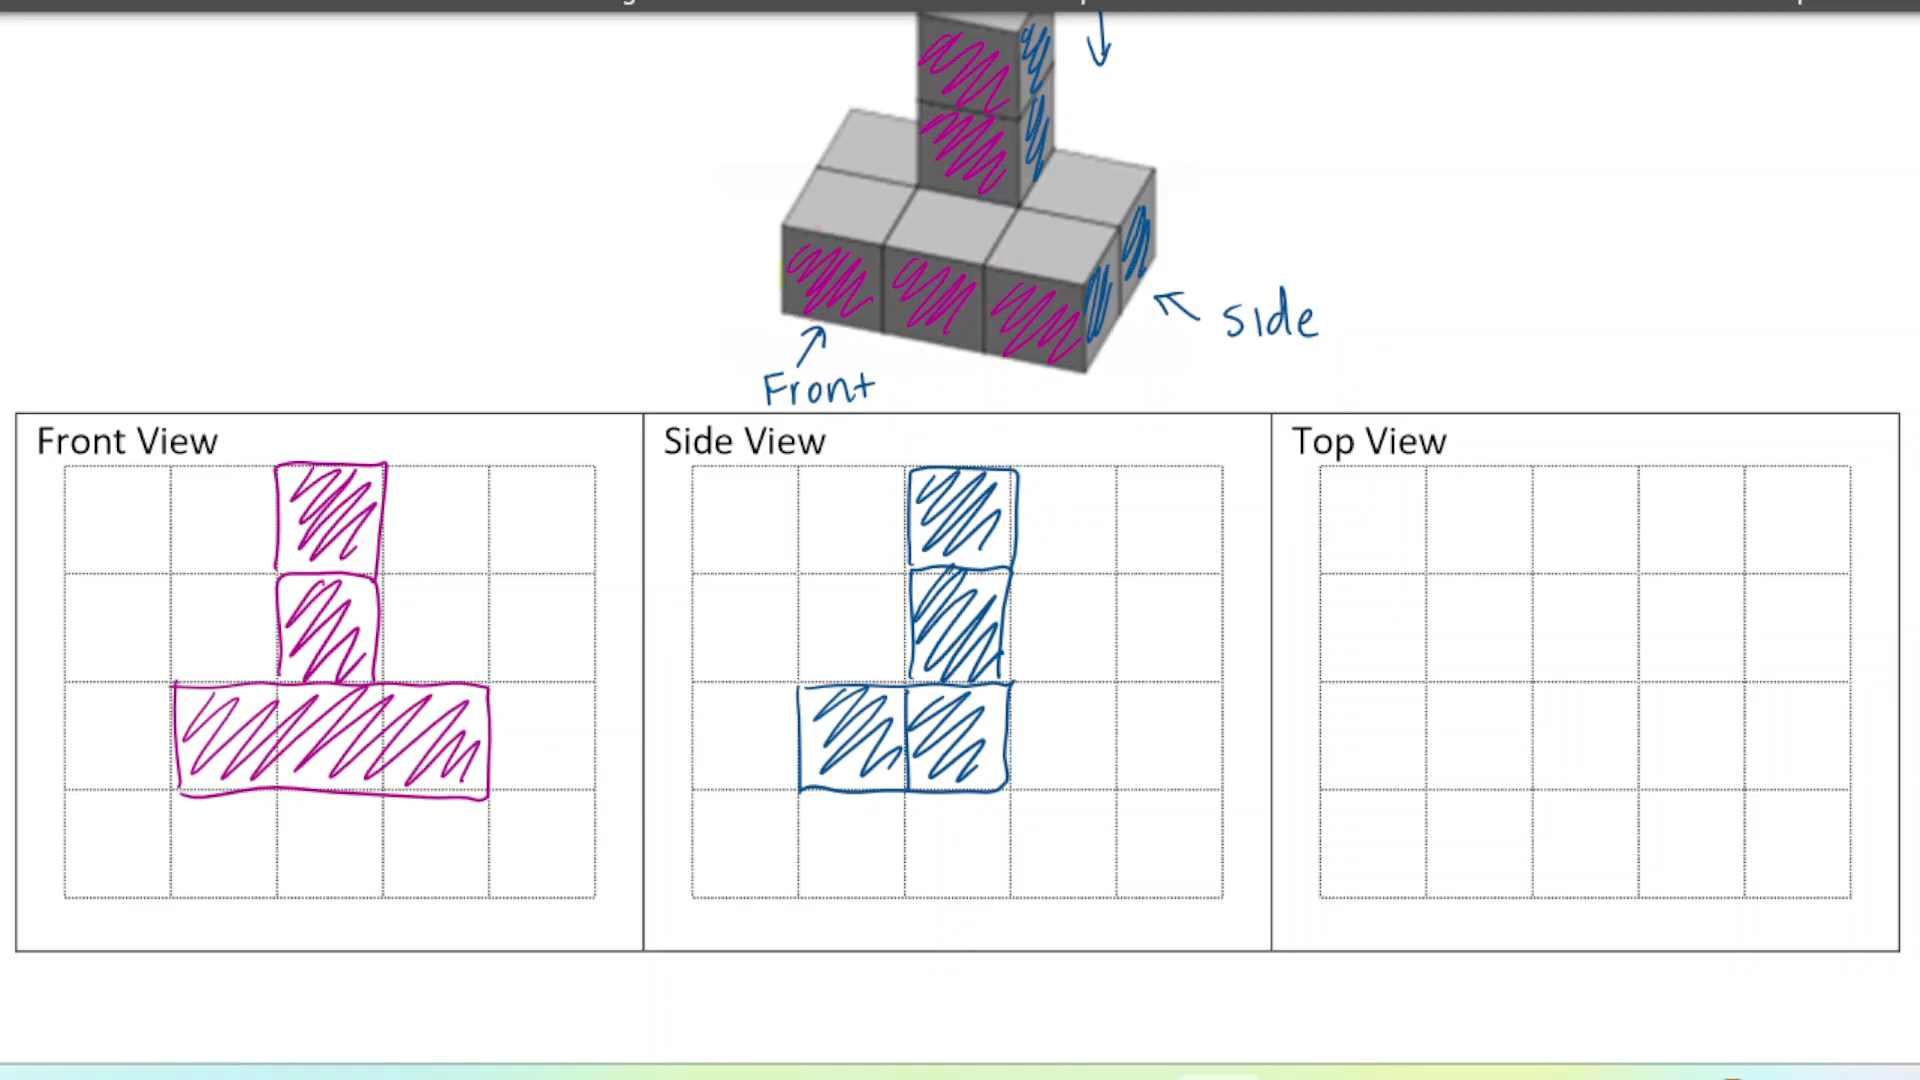 side
Front
Front View
Side View
Top View